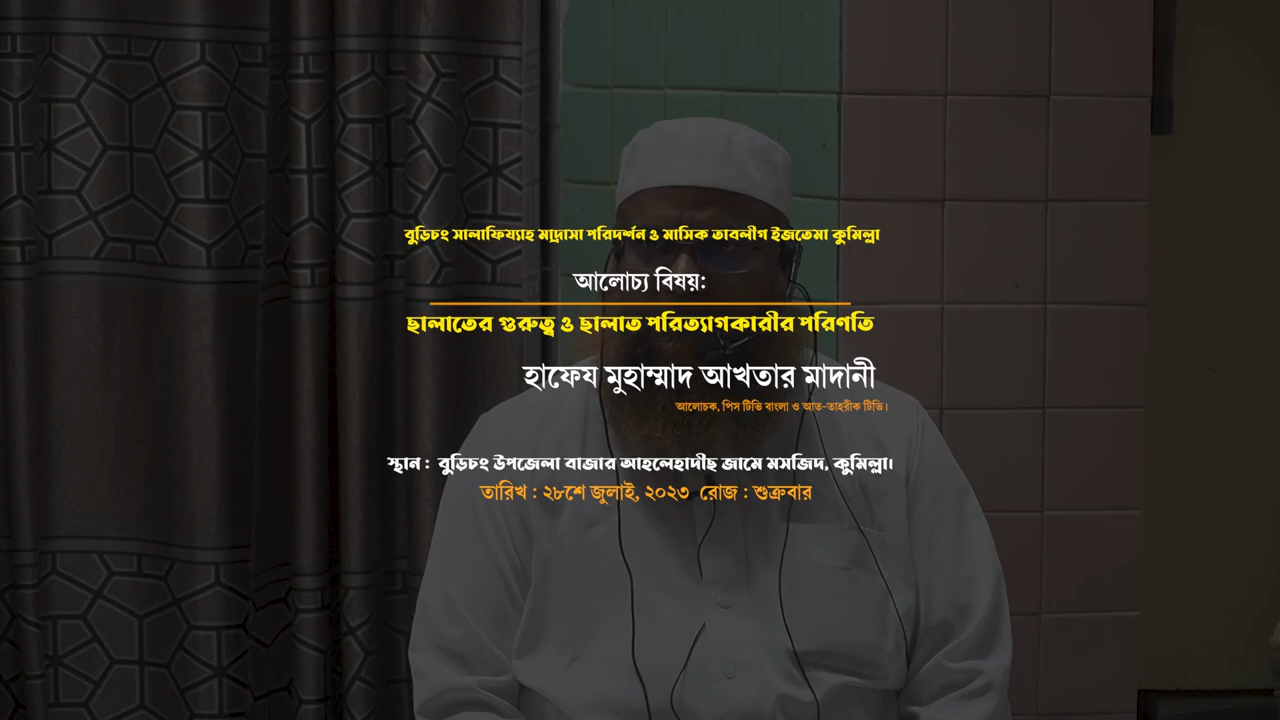 বুড়িচং সালাফিয়্যাহ মাদ্রাসা পরিদর্শন ও মাসিক তাবলীগ ইজতেমা কুমিল্লা
আলোচ্য বিষয়:
ছালাতের গুরুত্ব ও ছালাত পরিত্যাগকারীর পরিণতি
হাফেয মুহাম্মাদ আখতার মাদানী
আলোচক, পিস টিভি বাংলা ও আত-তাহরীক টিভি।
স্থান : বুড়িচং উপজেলা বাজার আহলেহাদীছ জামে মসজিদ, কুমিল্লা।
তারিখ : ২৮শে জুলাই, ২০২৩ রোজ : শুক্রবার